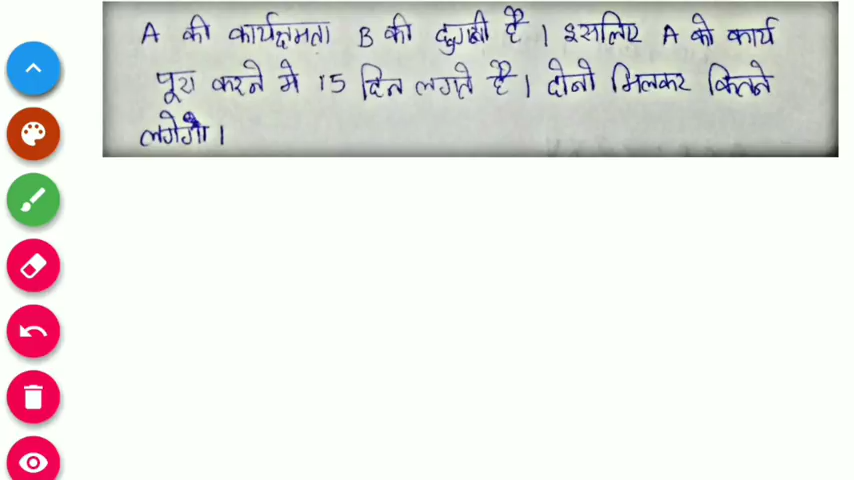 A की कार्यक्षमता B की दुगनी है । इसलिए A को कार्य
पूरा करने मे 15 दिन लगते है । दोनो मिलकर कितने
लगेगे ।